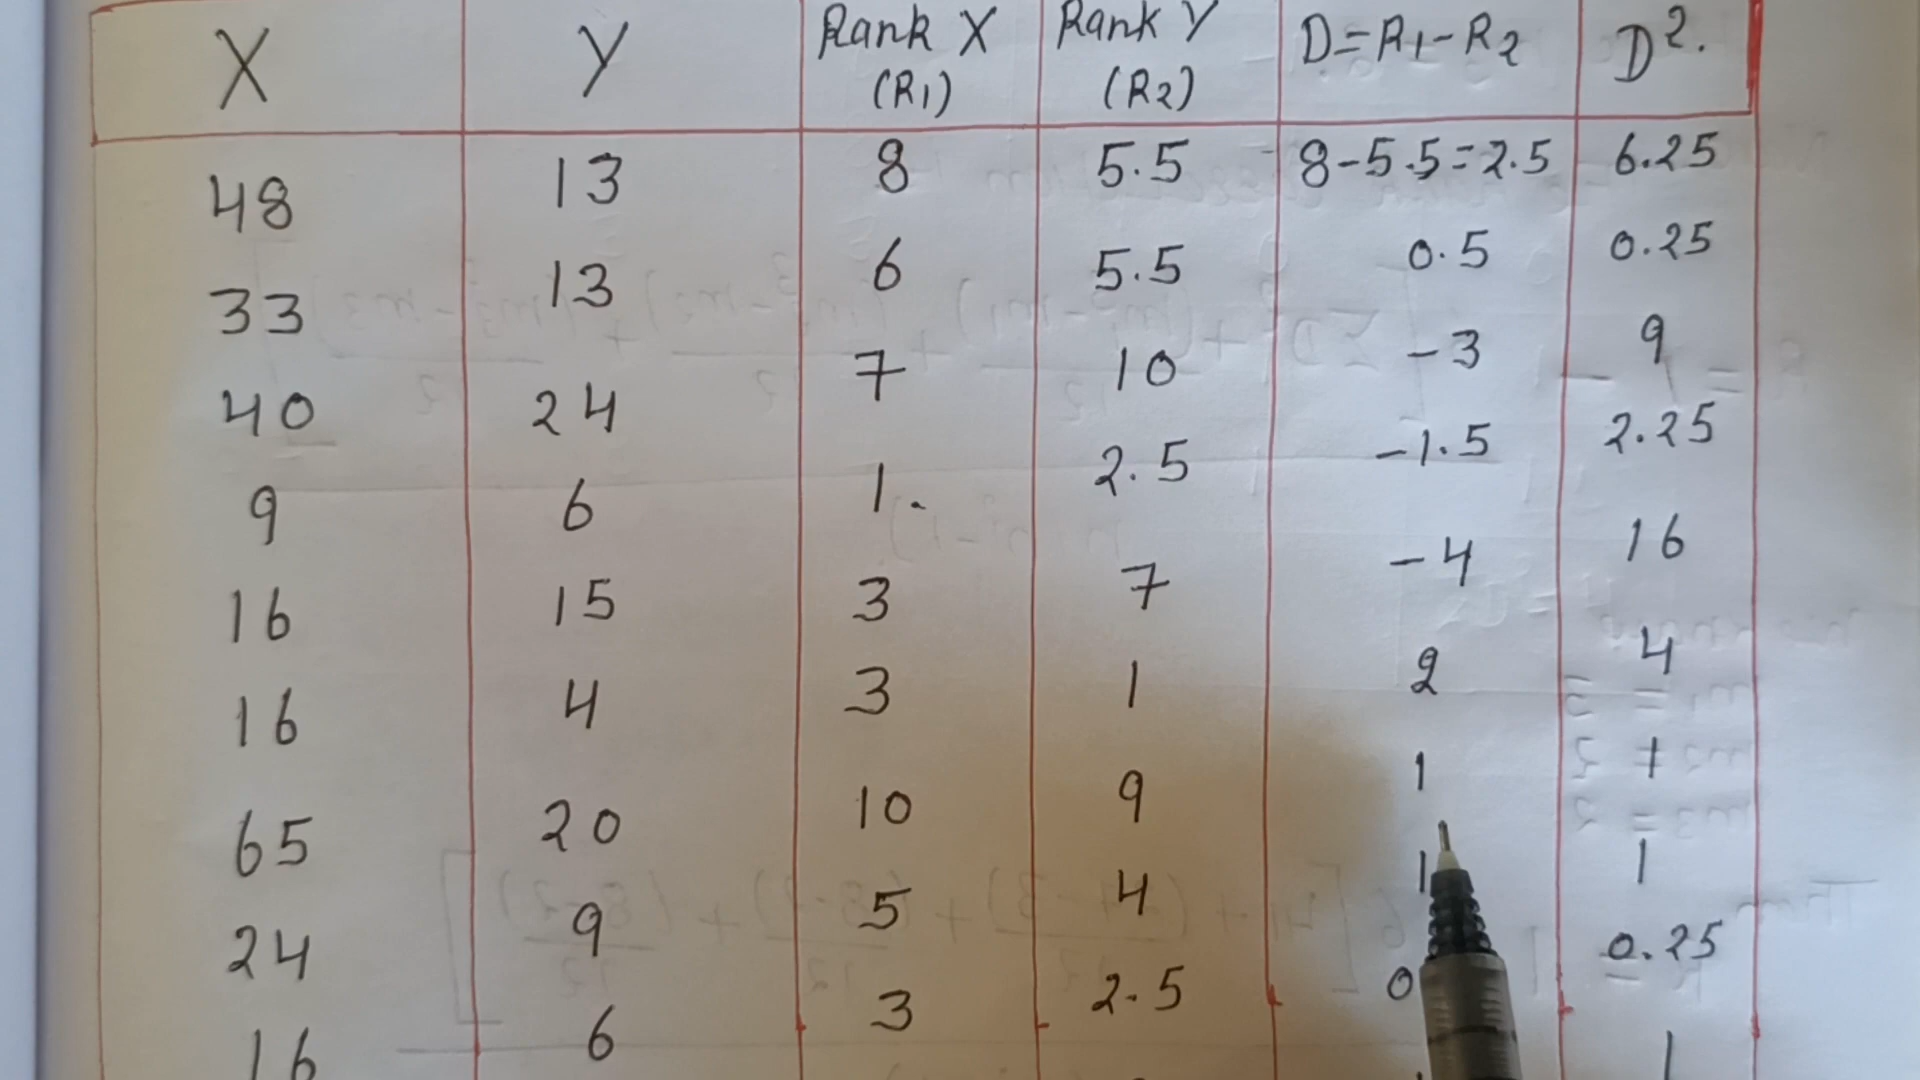 X Y Rank X (R1) Rank Y (R2) D=R1-R2 D².
48 13 8 5.5 8-5.5=2.5 6.25
33 13 6 5.5 0.5 0.25
40 24 7 10 -3 9
9 6 1. 2.5 -1.5 2.25
16 15 3 7 -4 16
16 4 3 1 2 4
65 20 10 9 1 1
24 9 5 4 1 1
16 6 3 2.5 0 0.25
1